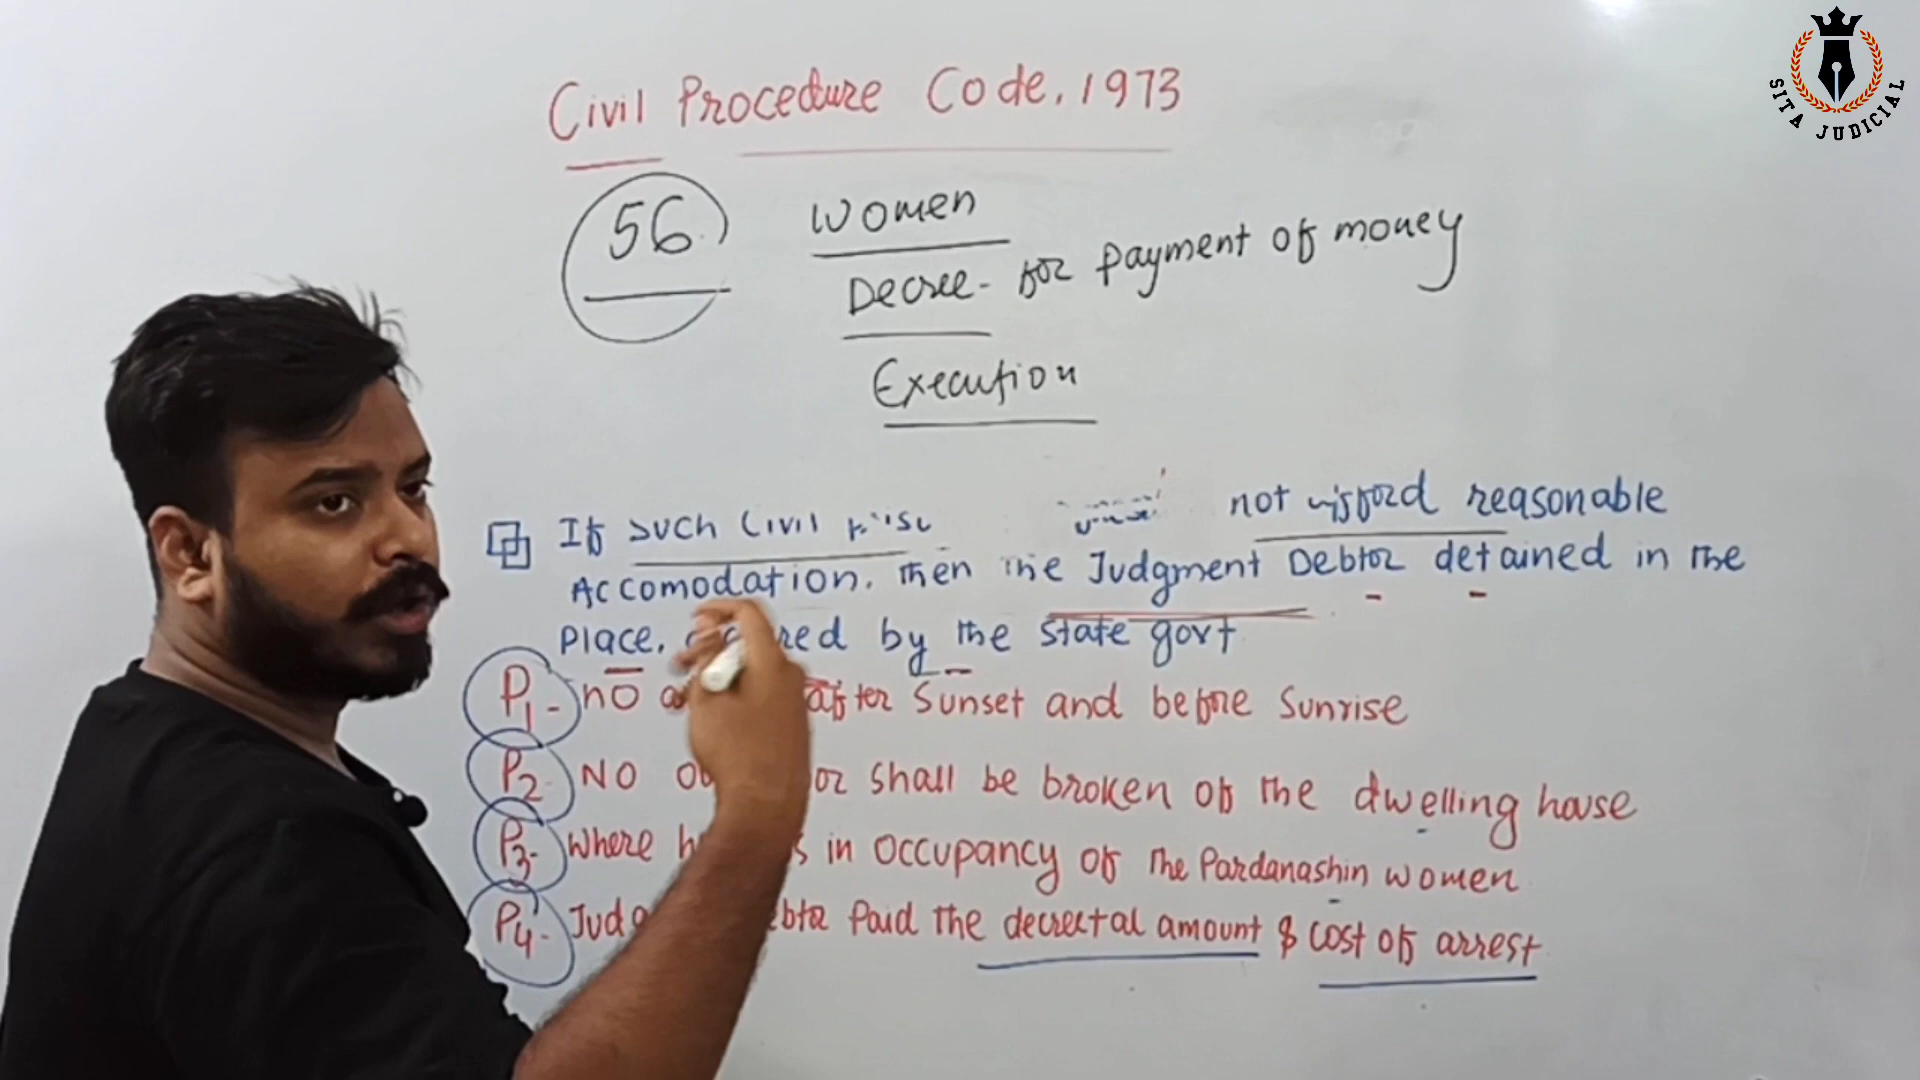 Civil Procedure Code, 1973
56 Women
Decree - for payment of money
Execution
If such Civil not afford reasonable
Accomodation. then the Judgment Debtor detained in the
Place, by the state govt
P1 - no after Sunset and before Sunrise
P2 - NO shall be broken of the dwelling house
P3 - where in occupancy of the Pardanashin women
P4 - Paid the decreetal amount & cost of arrest
SITA JUDICIAL